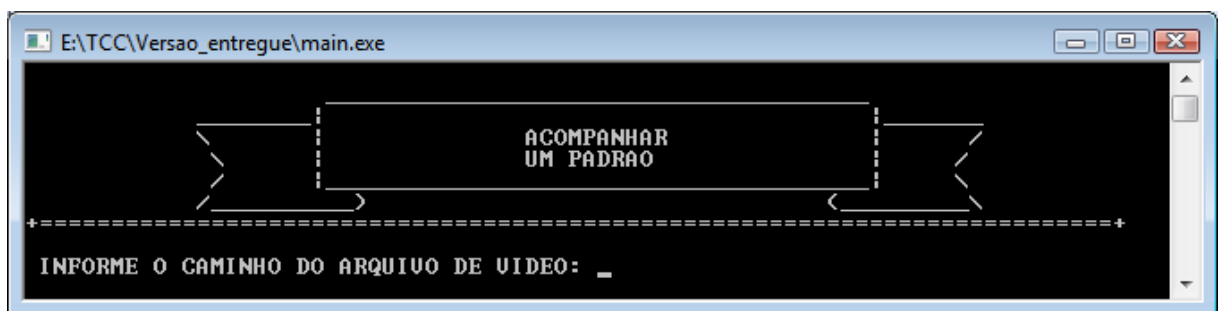 E:\TCC\Versao_entregue\main.exe
ACOMPANHAR
UM PADRAO
INFORME O CAMINHO DO ARQUIVO DE VIDEO: _